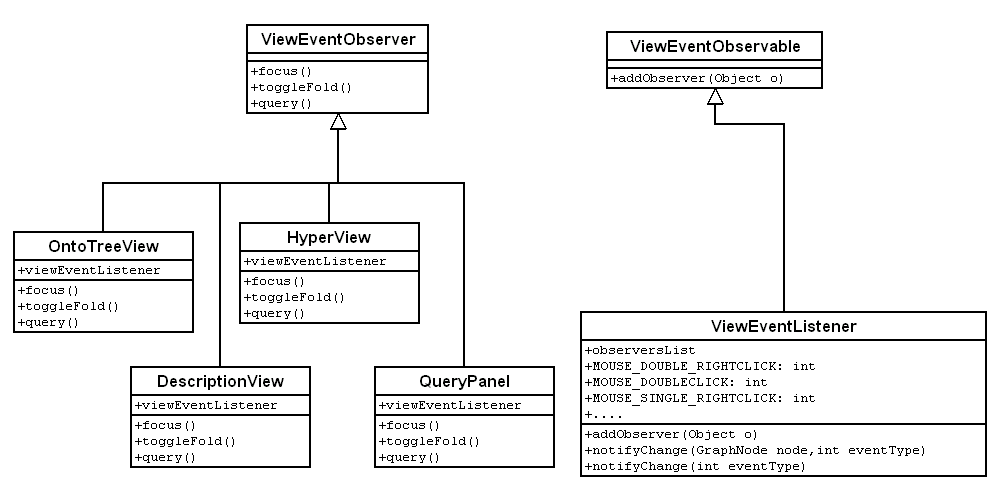 ViewEventObserver
+focus()
+toggleFold()
+query()
ViewEventObservable
+addObserver(Object o)
OntoTreeView
+viewEventListener
+focus()
+toggleFold()
+query()
HyperView
+viewEventListener
+focus()
+toggleFold()
+query()
DescriptionView
+viewEventListener
+focus()
+toggleFold()
+query()
QueryPanel
+viewEventListener
+focus()
+toggleFold()
+query()
ViewEventListener
+observersList
+MOUSE_DOUBLE_RIGHTCLICK: int
+MOUSE_DOUBLECLICK: int
+MOUSE_SINGLE_RIGHTCLICK: int
+....
+addObserver(Object o)
+notifyChange(GraphNode node,int eventType)
+notifyChange(int eventType)